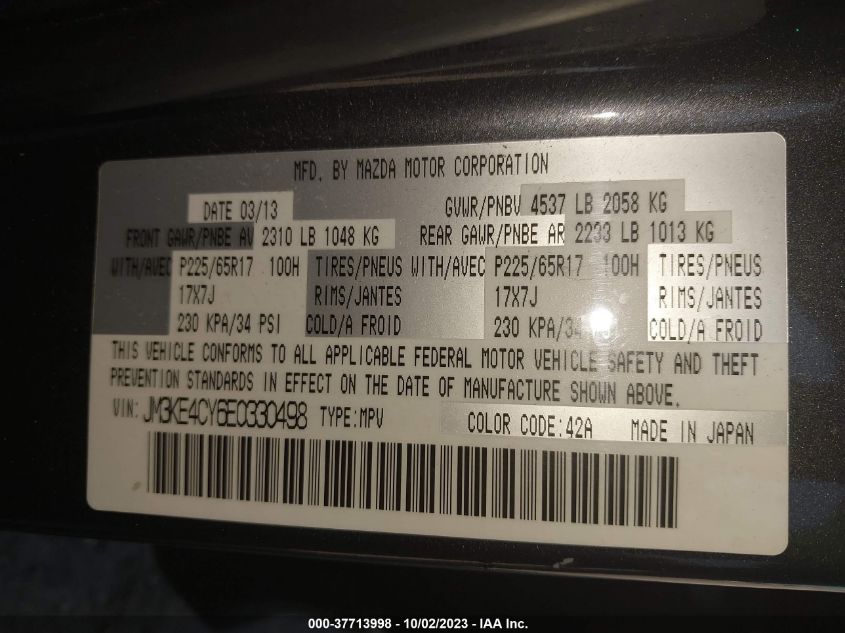 MFD. BY MAZDA MOTOR CORPORATION
DATE 03/13 GVWR/PNBV 4537 LB 2058 KG
FRONT GAWR/PNBE AV 2310 LB 1048 KG REAR GAWR/PNBE AR 2233 LB 1013 KG
WITH/AVEC P225/65R17 100H TIRES/PNEUS WITH/AVEC P225/65R17 100H TIRES/PNEUS
17X7J RIMS/JANTES 17X7J RIMS/JANTES
230 KPA/34 PSI COLD/A FROID 230 KPA/34 COLD/A FROID
THIS VEHICLE CONFORMS TO ALL APPLICABLE FEDERAL MOTOR VEHICLE SAFETY AND THEFT
PREVENTION STANDARDS IN EFFECT ON THE DATE OF MANUFACTURE SHOWN ABOVE.
VIN: JM3KE4CY6E0330498 TYPE:MPV COLOR CODE:42A MADE IN JAPAN
000-37713998 - 10/02/2023 - IAA Inc.